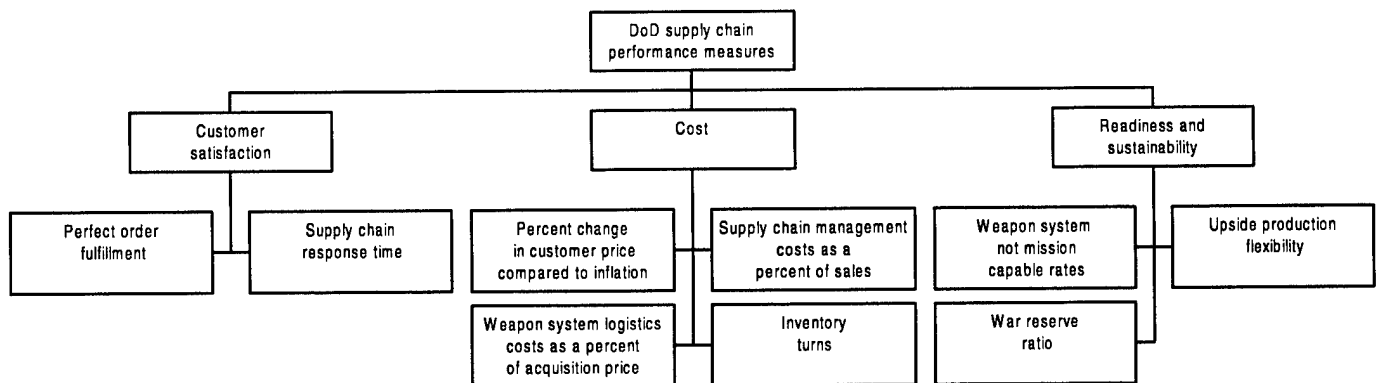 DoD supply chain
performance measures
Customer
satisfaction
Cost
Readiness and
sustainability
Perfect order
fulfillment
Supply chain
response time
Percent change
in customer price
compared to inflation
Supply chain management
costs as a
percent of sales
Weapon system
not mission
capable rates
Upside production
flexibility
Weapon system logistics
costs as a percent
of acquisition price
Inventory
turns
War reserve
ratio